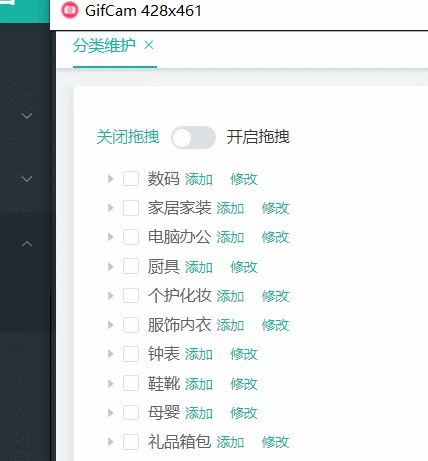 GifCam 428x461
分类维护 ×
关闭拖拽 开启拖拽
数码 添加 修改
家居家装 添加 修改
电脑办公 添加 修改
厨具 添加 修改
个护化妆 添加 修改
服饰内衣 添加 修改
钟表 添加 修改
鞋靴 添加 修改
母婴 添加 修改
礼品箱包 添加 修改